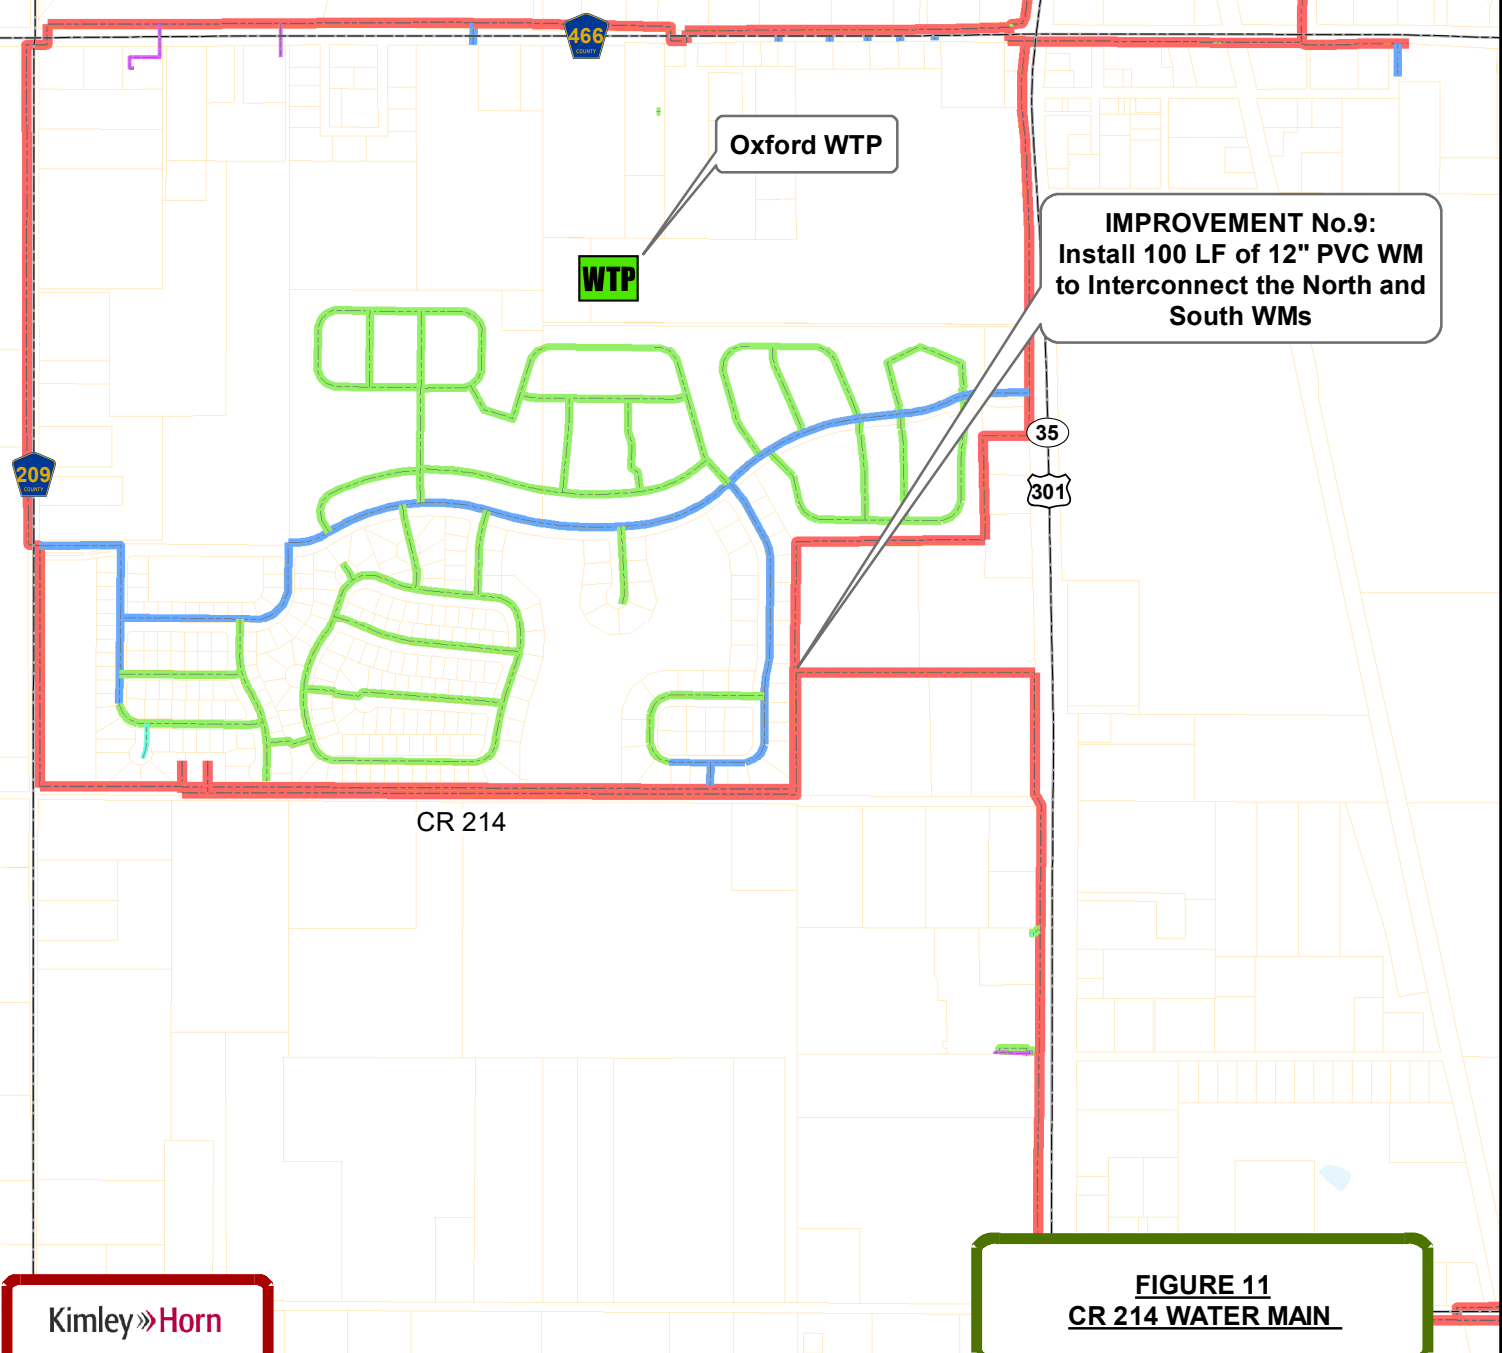 466
COUNTY
Oxford WTP
IMPROVEMENT No.9:
Install 100 LF of 12" PVC WM
to Interconnect the North and
South WMs
WTP
35
209
COUNTY
301
CR 214
FIGURE 11
CR 214 WATER MAIN
Kimley»Horn